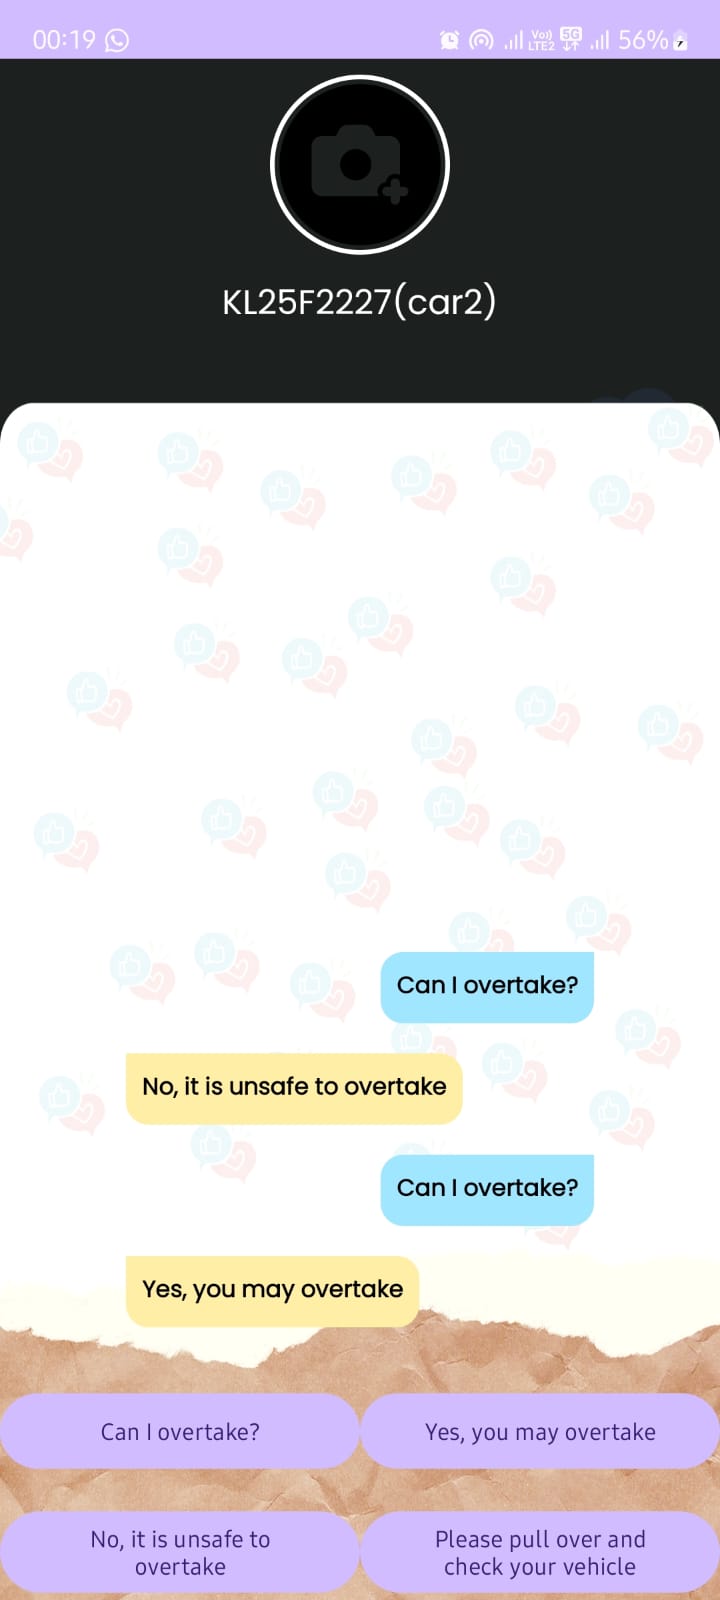 00:19
Vo)) LTE2 5G 56%
KL25F2227(car2)
Can I overtake?
No, it is unsafe to overtake
Can I overtake?
Yes, you may overtake
Can I overtake?
Yes, you may overtake
No, it is unsafe to
overtake
Please pull over and
check your vehicle